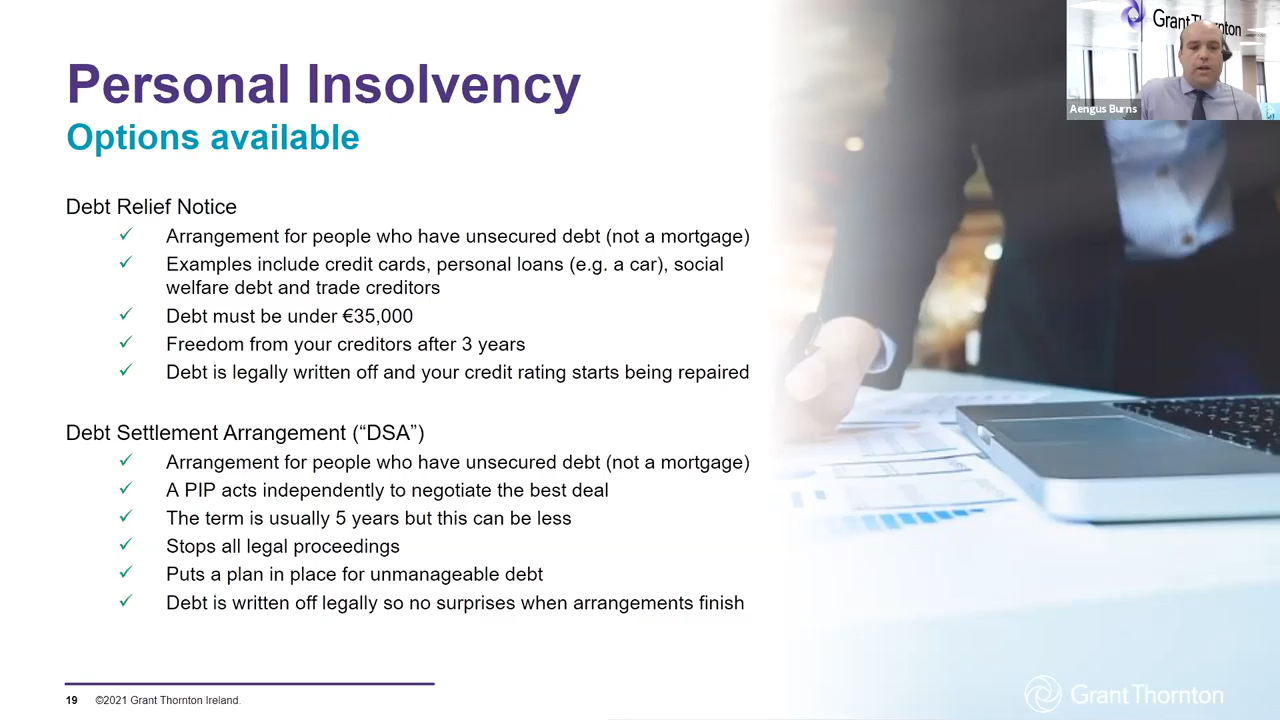 Grant Thornton
Aengus Burns
Personal Insolvency
Options available
Debt Relief Notice
✓ Arrangement for people who have unsecured debt (not a mortgage)
✓ Examples include credit cards, personal loans (e.g. a car), social
welfare debt and trade creditors
✓ Debt must be under €35,000
✓ Freedom from your creditors after 3 years
✓ Debt is legally written off and your credit rating starts being repaired
Debt Settlement Arrangement (“DSA”)
✓ Arrangement for people who have unsecured debt (not a mortgage)
✓ A PIP acts independently to negotiate the best deal
✓ The term is usually 5 years but this can be less
✓ Stops all legal proceedings
✓ Puts a plan in place for unmanageable debt
✓ Debt is written off legally so no surprises when arrangements finish
19 ©2021 Grant Thornton Ireland.
Grant Thornton